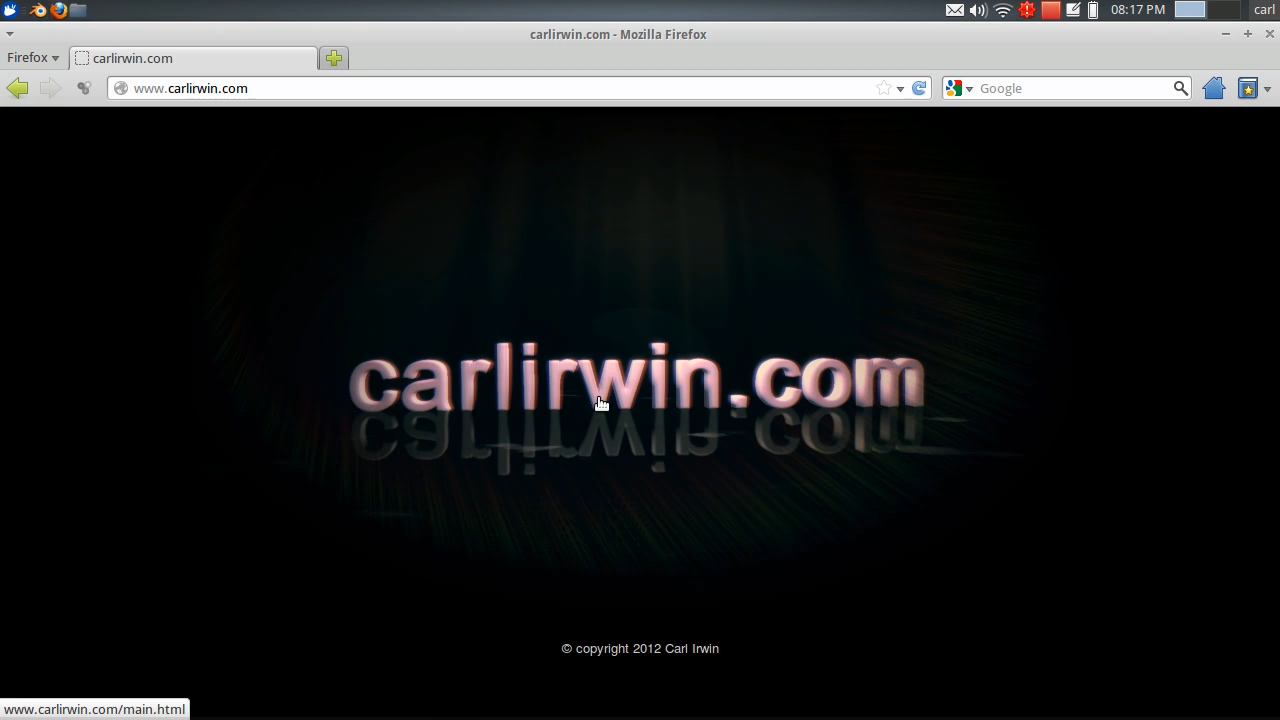 08:17 PM carl
carlirwin.com - Mozilla Firefox
Firefox carlirwin.com
www.carlirwin.com Google
carlirwin.com
© copyright 2012 Carl Irwin
www.carlirwin.com/main.html